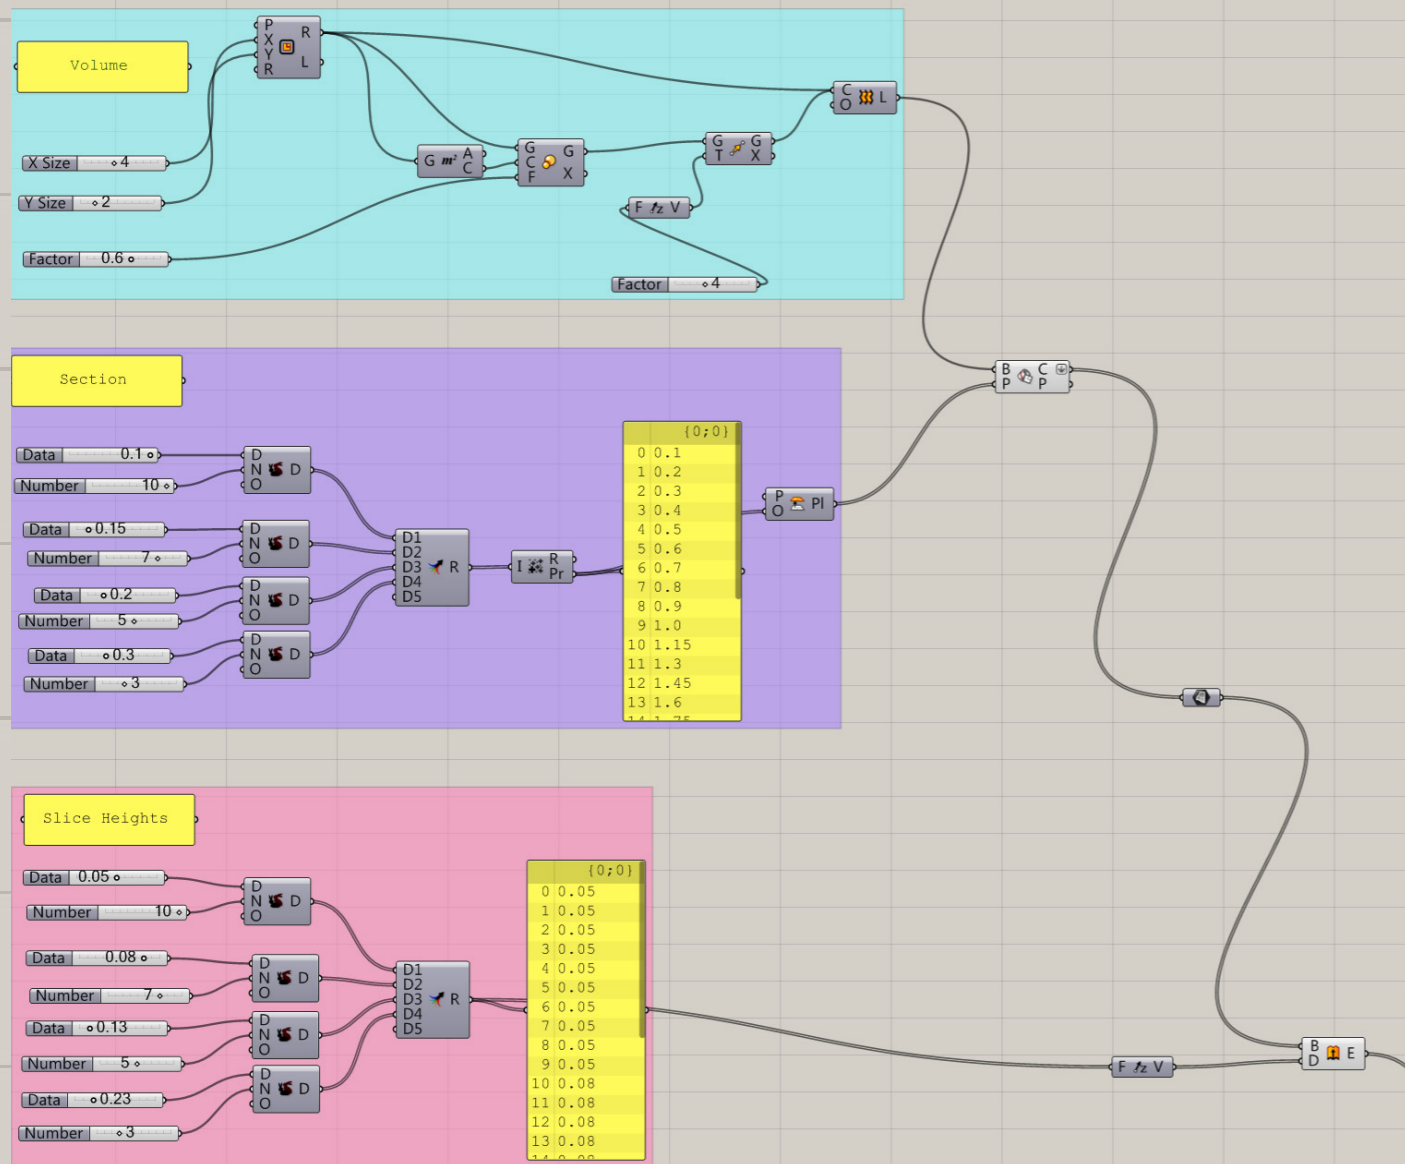 Volume
P
X
Y
R
R
L
X Size 4
Y Size 2
Factor 0.6
G m² A
C
G
C
F
G
X
G
T
G
X
F z V
Factor 4
C
O
L
Section
Data 0.1
Number 10
Data 0.15
Number 7
Data 0.2
Number 5
Data 0.3
Number 3
D
N
O
D
D
N
O
D
D
N
O
D
D
N
O
D
D1
D2
D3
D4
D5
R
I
R
Pr
{0;0}
0 0.1
1 0.2
2 0.3
3 0.4
4 0.5
5 0.6
6 0.7
7 0.8
8 0.9
9 1.0
10 1.15
11 1.3
12 1.45
13 1.6
14 1.75
P
O
Pl
B
P
C
P
Slice Heights
Data 0.05
Number 10
Data 0.08
Number 7
Data 0.13
Number 5
Data 0.23
Number 3
D
N
O
D
D
N
O
D
D
N
O
D
D
N
O
D
D1
D2
D3
D4
D5
R
{0;0}
0 0.05
1 0.05
2 0.05
3 0.05
4 0.05
5 0.05
6 0.05
7 0.05
8 0.05
9 0.05
10 0.08
11 0.08
12 0.08
13 0.08
14 0.08
F z V
B
D
E